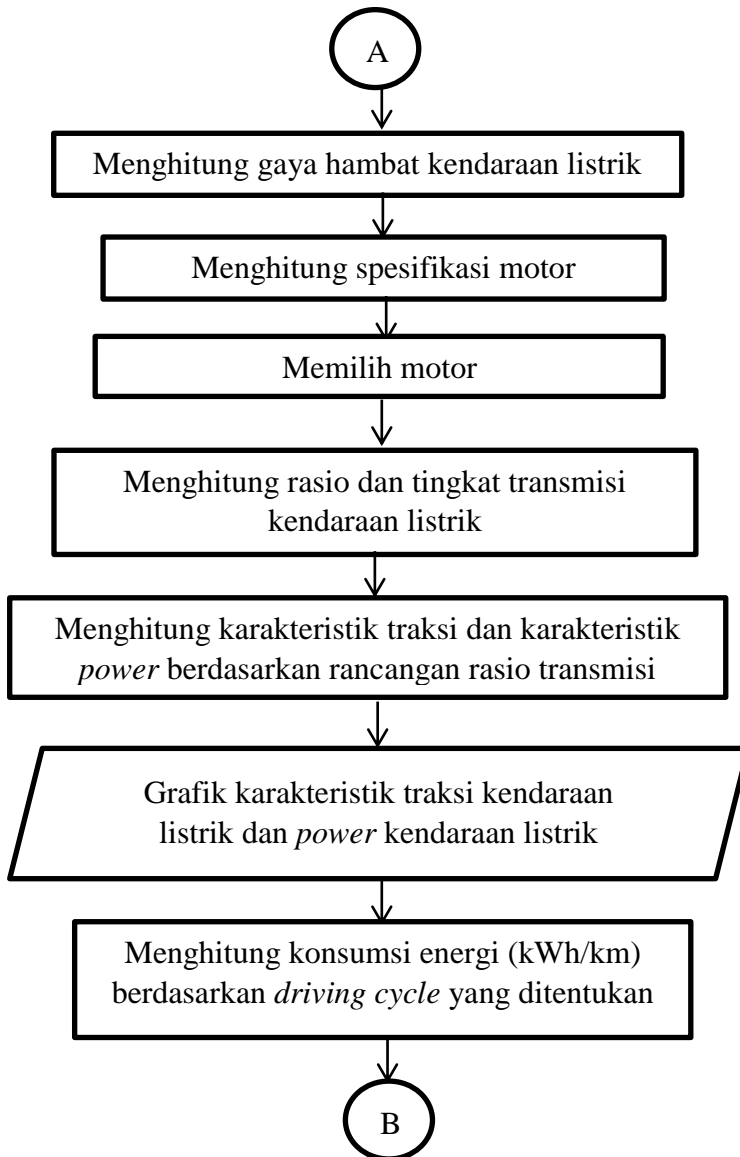 A
Menghitung gaya hambat kendaraan listrik
Menghitung spesifikasi motor
Memilih motor
Menghitung rasio dan tingkat transmisi
kendaraan listrik
Menghitung karakteristik traksi dan karakteristik
power berdasarkan rancangan rasio transmisi
Grafik karakteristik traksi kendaraan
listrik dan power kendaraan listrik
Menghitung konsumsi energi (kWh/km)
berdasarkan driving cycle yang ditentukan
B